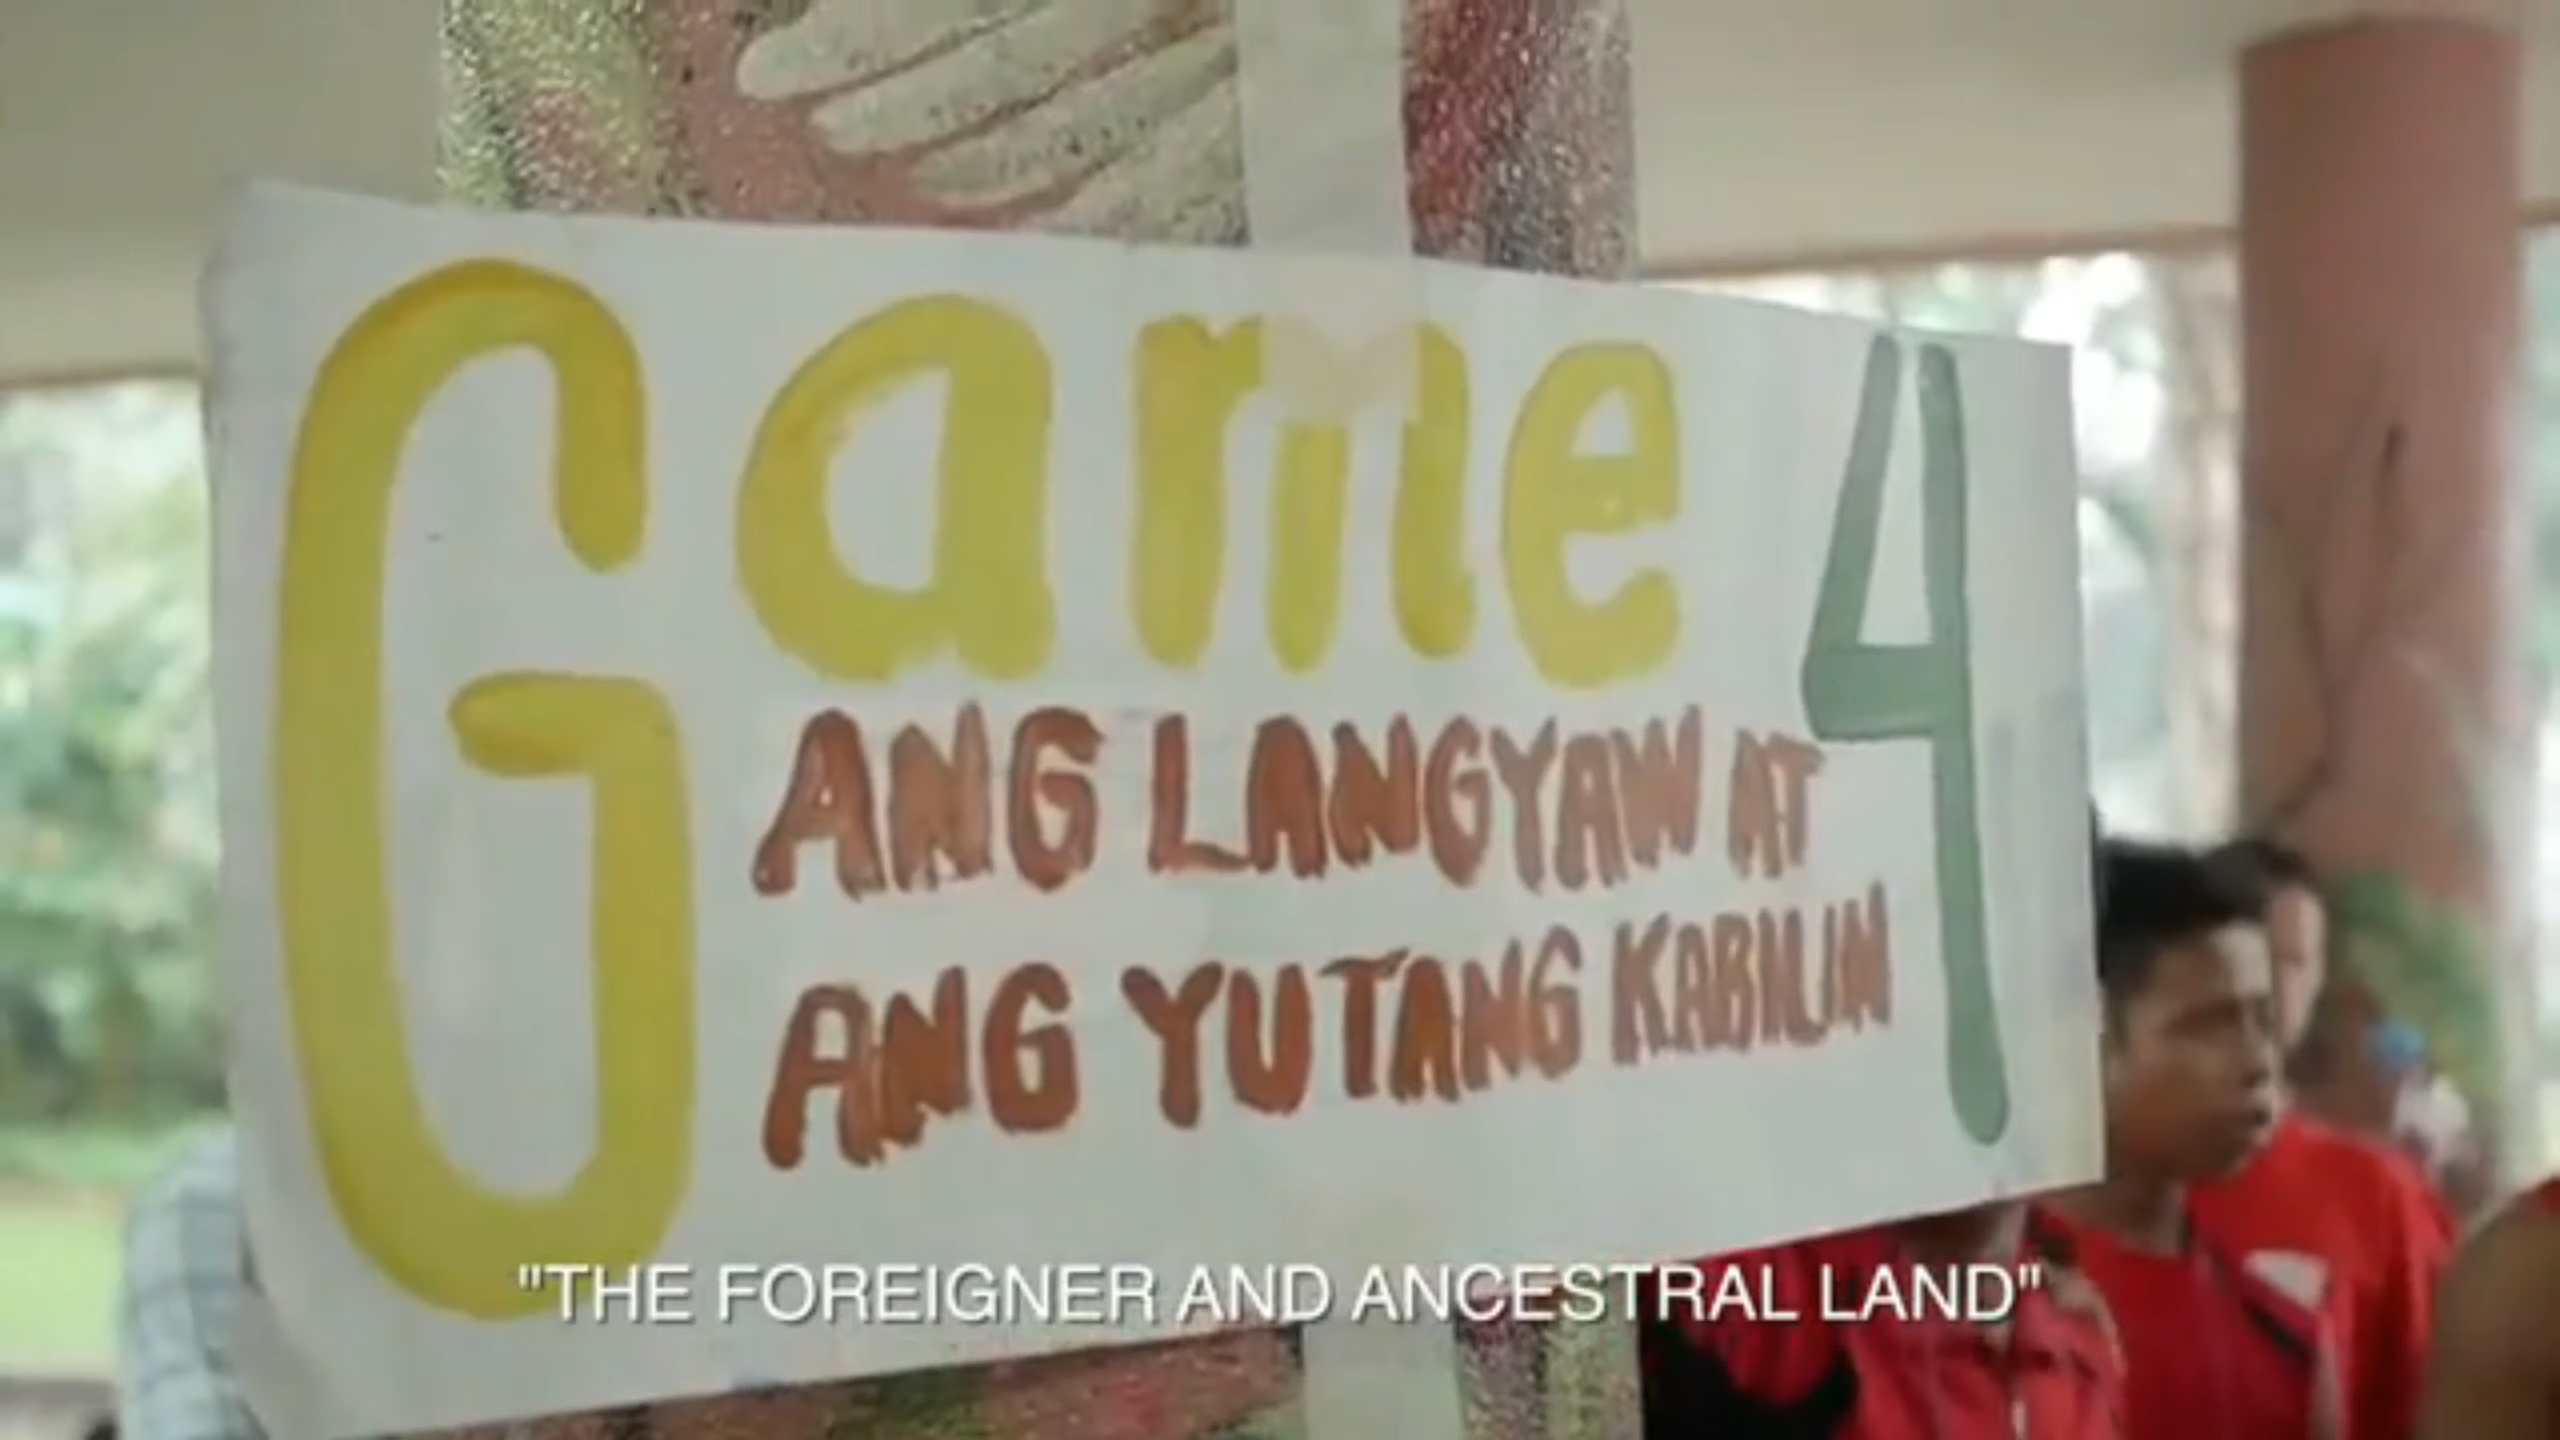 Game 4
ANG LANGYAW AT
ANG YUTANG KABILIN
"THE FOREIGNER AND ANCESTRAL LAND"